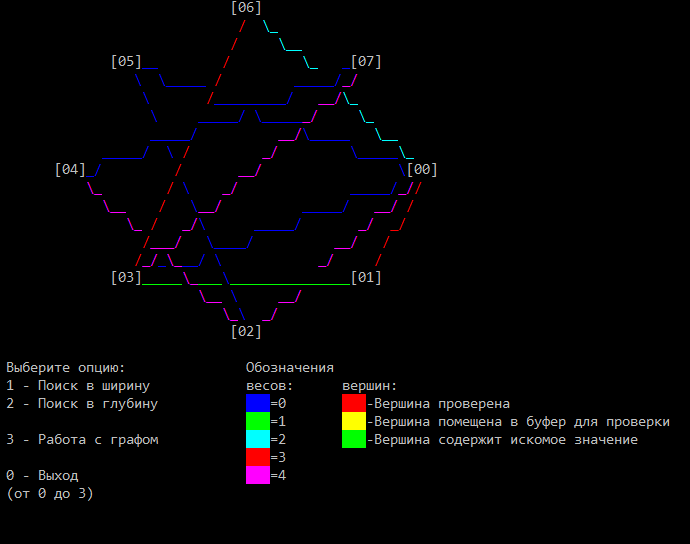 [06]
[05] [07]
[04] [00]
[03] [01]
[02]
Выберите опцию: Обозначения
1 - Поиск в ширину весов: вершин:
2 - Поиск в глубину =0 -Вершина проверена
=1 -Вершина помещена в буфер для проверки
3 - Работа с графом =2 -Вершина содержит искомое значение
=3
0 - Выход =4
(от 0 до 3)